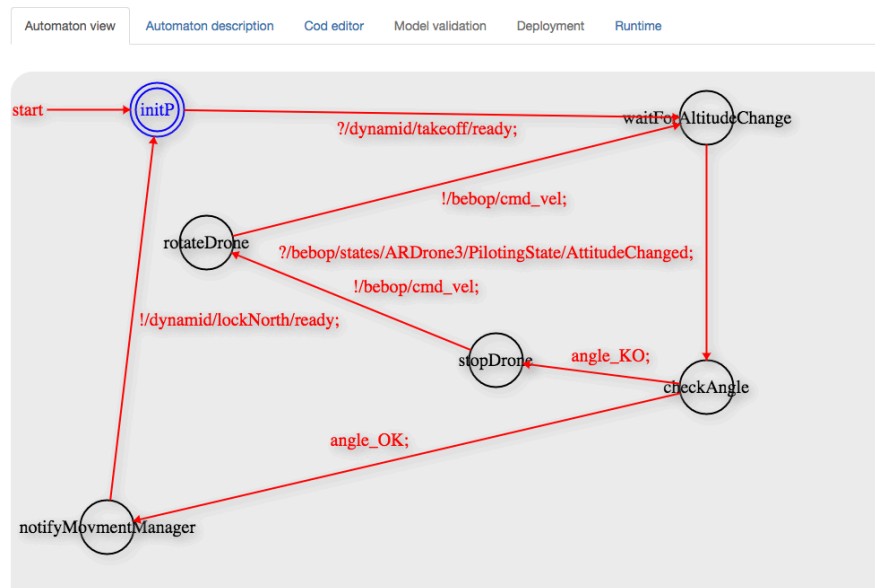 Automaton view Automaton description Cod editor Model validation Deployment Runtime
start
initP
waitForAltitudeChange
?/dynamid/takeoff/ready;
!/bebop/cmd_vel;
rotateDrone
?/bebop/states/ARDrone3/PilotingState/AttitudeChanged;
!/bebop/cmd_vel;
!/dynamid/lockNorth/ready;
stopDrone
angle_KO;
checkAngle
angle_OK;
notifyMovmentManager